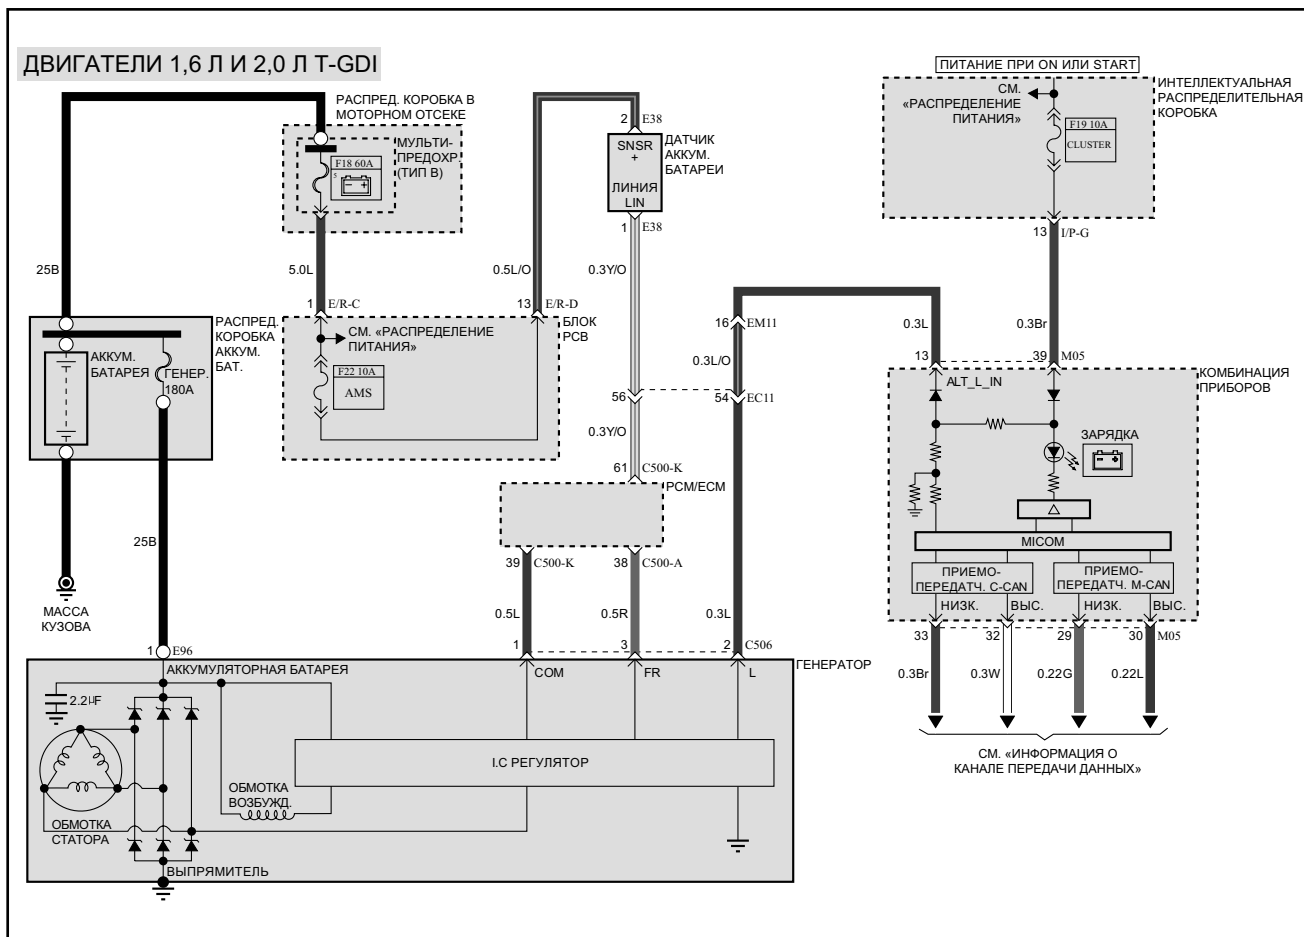 ДВИГАТЕЛИ 1,6 Л И 2,0 Л T-GDI
ПИТАНИЕ ПРИ ON ИЛИ START
ИНТЕЛЛЕКТУАЛЬНАЯ
РАСПРЕДЕЛИТЕЛЬНАЯ
КОРОБКА
СМ.
«РАСПРЕДЕЛЕНИЕ
ПИТАНИЯ»
F19 10A
CLUSTER
13 I/P-G
РАСПРЕД. КОРОБКА В
МОТОРНОМ ОТСЕКЕ
МУЛЬТИ-
ПРЕДОХР.
(ТИП B)
F18 60A
5
2 E38
SNSR
+
ЛИНИЯ
LIN
ДАТЧИК
АККУМ.
БАТАРЕИ
1 E38
25B
5.0L
0.5L/O
0.3Y/O
0.3L
0.3Br
1 E/R-C
13 E/R-D
БЛОК
PCB
СМ. «РАСПРЕДЕЛЕНИЕ
ПИТАНИЯ»
F22 10A
AMS
РАСПРЕД.
КОРОБКА
АККУМ.
БАТ.
АККУМ.
БАТАРЕЯ
ГЕНЕР.
180A
16 EM11
0.3L/O
56
54 EC11
0.3Y/O
61 C500-K
PCM/ECM
39 C500-K
38 C500-A
0.5L
0.5R
0.3L
13
39 M05
КОМБИНАЦИЯ
ПРИБОРОВ
ALT_L_IN
ЗАРЯДКА
MICOM
ПРИЕМО-
ПЕРЕДАТЧ. C-CAN
ПРИЕМО-
ПЕРЕДАТЧ. M-CAN
НИЗК.
ВЫС.
НИЗК.
ВЫС.
33
32
29
30 M05
0.3Br
0.3W
0.22G
0.22L
СМ. «ИНФОРМАЦИЯ О
КАНАЛЕ ПЕРЕДАЧИ ДАННЫХ»
25B
МАССА
КУЗОВА
1 E96
1
3
2 C506
ГЕНЕРАТОР
АККУМУЛЯТОРНАЯ БАТАРЕЯ
COM
FR
L
2.2μF
I.C РЕГУЛЯТОР
ОБМОТКА
ВОЗБУЖД.
ОБМОТКА
СТАТОРА
ВЫПРЯМИТЕЛЬ